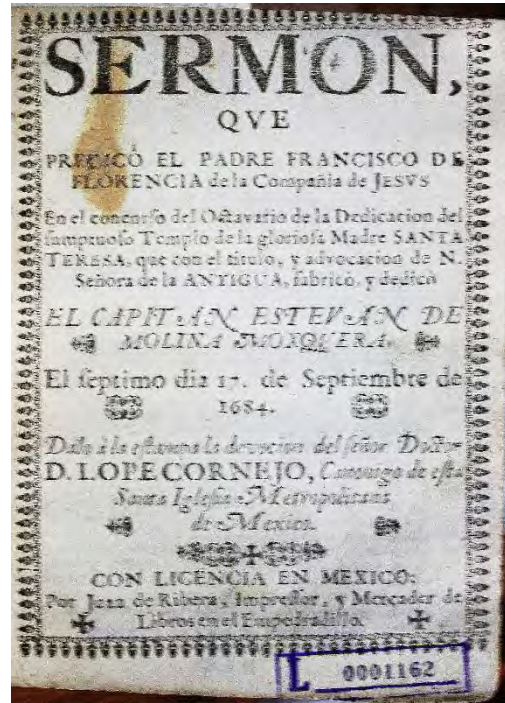 SERMON,
QVE
PREDICÓ EL PADRE FRANCISCO DE
FLORENCIA de la Compañia de JESVS
En el concurso del Octavario de la Dedicacion del
sumptuoso Templo de la gloriosa Madre SANTA
TERESA, que con el titulo, y advocacion de N.
Señora de la ANTIGUA, fabricò, y dedicò
EL CAPITAN ESTEVAN DE
MOLINA MOXQUERA.
El septimo dia 17. de Septiembre de
1684.
Dalo à la estampa la devocion del señor Doctor
D. LOPE CORNEJO, Canonigo de esta
Santa Iglesia Metropolitana
de Mexico.
CON LICENCIA EN MEXICO:
Por Juan de Ribera, Impressor, y Mercader de
Libros en el Empedradillo.
L 0001162